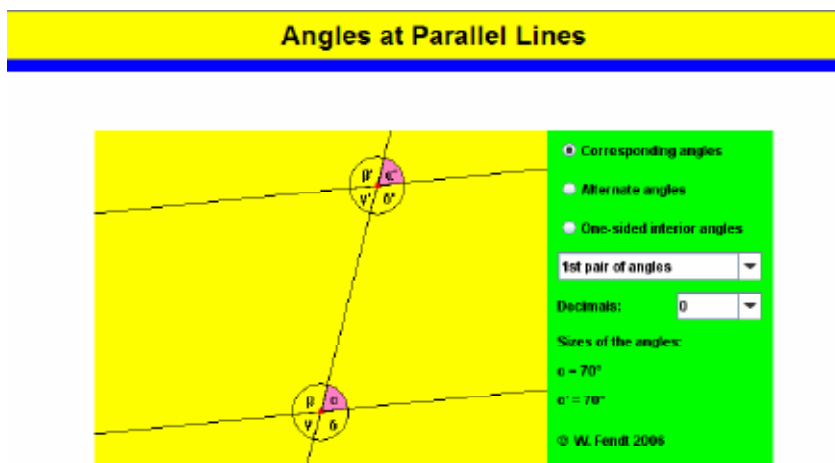 Angles at Parallel Lines
β' α'
γ' δ'
β α
γ δ
Corresponding angles
Alternate angles
One-sided interior angles
1st pair of angles
Decimals: 0
Sizes of the angles:
α = 70°
α' = 70°
© W. Fendt 2006